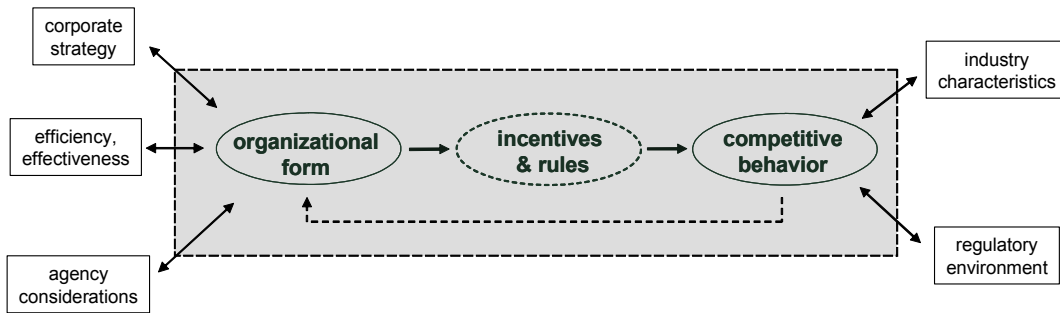 corporate
strategy
efficiency,
effectiveness
agency
considerations
organizational
form
incentives
& rules
competitive
behavior
industry
characteristics
regulatory
environment